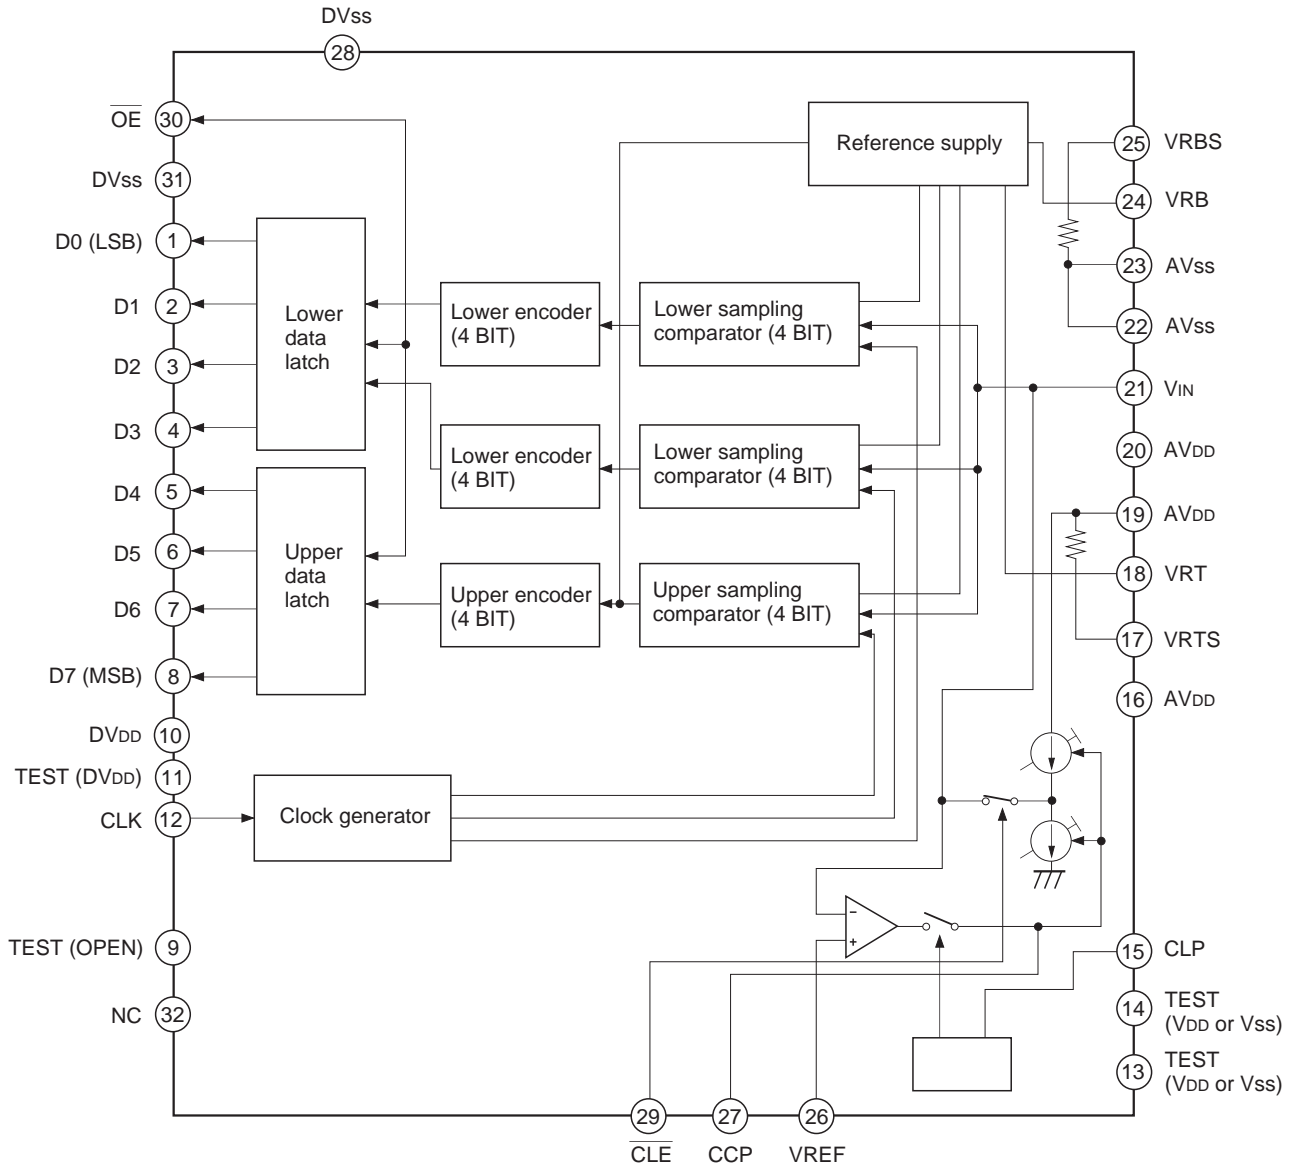 DVss
28
OE
30
DVss
31
D0 (LSB)
1
D1
2
D2
3
D3
4
D4
5
D5
6
D6
7
D7 (MSB)
8
DVDD
10
TEST (DVDD)
11
CLK
12
TEST (OPEN)
9
NC
32
Lower
data
latch
Upper
data
latch
Lower encoder
(4 BIT)
Lower encoder
(4 BIT)
Upper encoder
(4 BIT)
Lower sampling
comparator (4 BIT)
Lower sampling
comparator (4 BIT)
Upper sampling
comparator (4 BIT)
Reference supply
Clock generator
−
+
25
VRBS
24
VRB
23
AVss
22
AVss
21
VIN
20
AVDD
19
AVDD
18
VRT
17
VRTS
16
AVDD
15
CLP
14
TEST
(VDD or Vss)
13
TEST
(VDD or Vss)
29
CLE
27
CCP
26
VREF